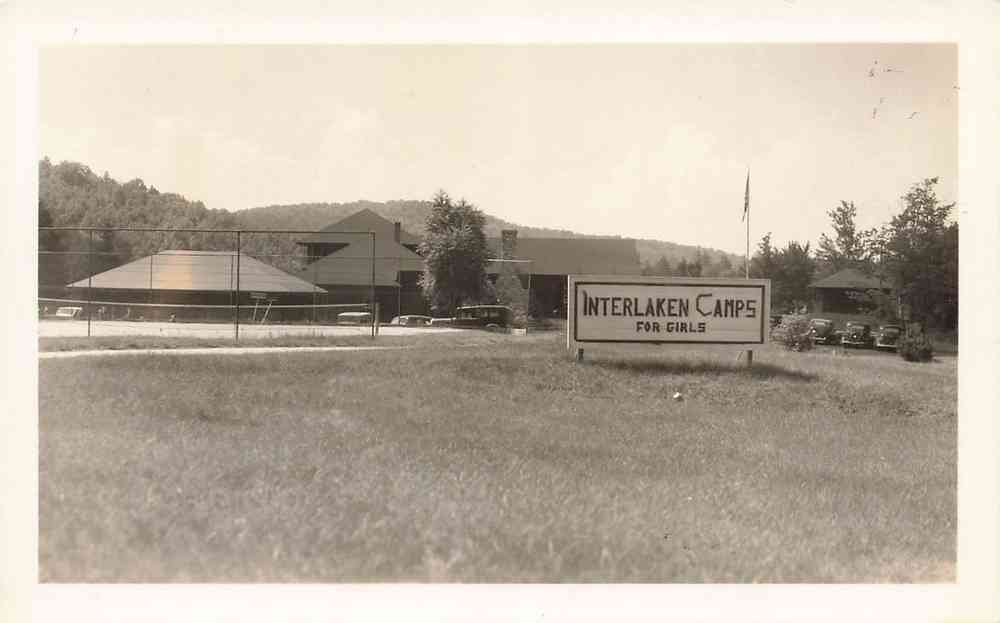 INTERLAKEN CAMPS
FOR GIRLS